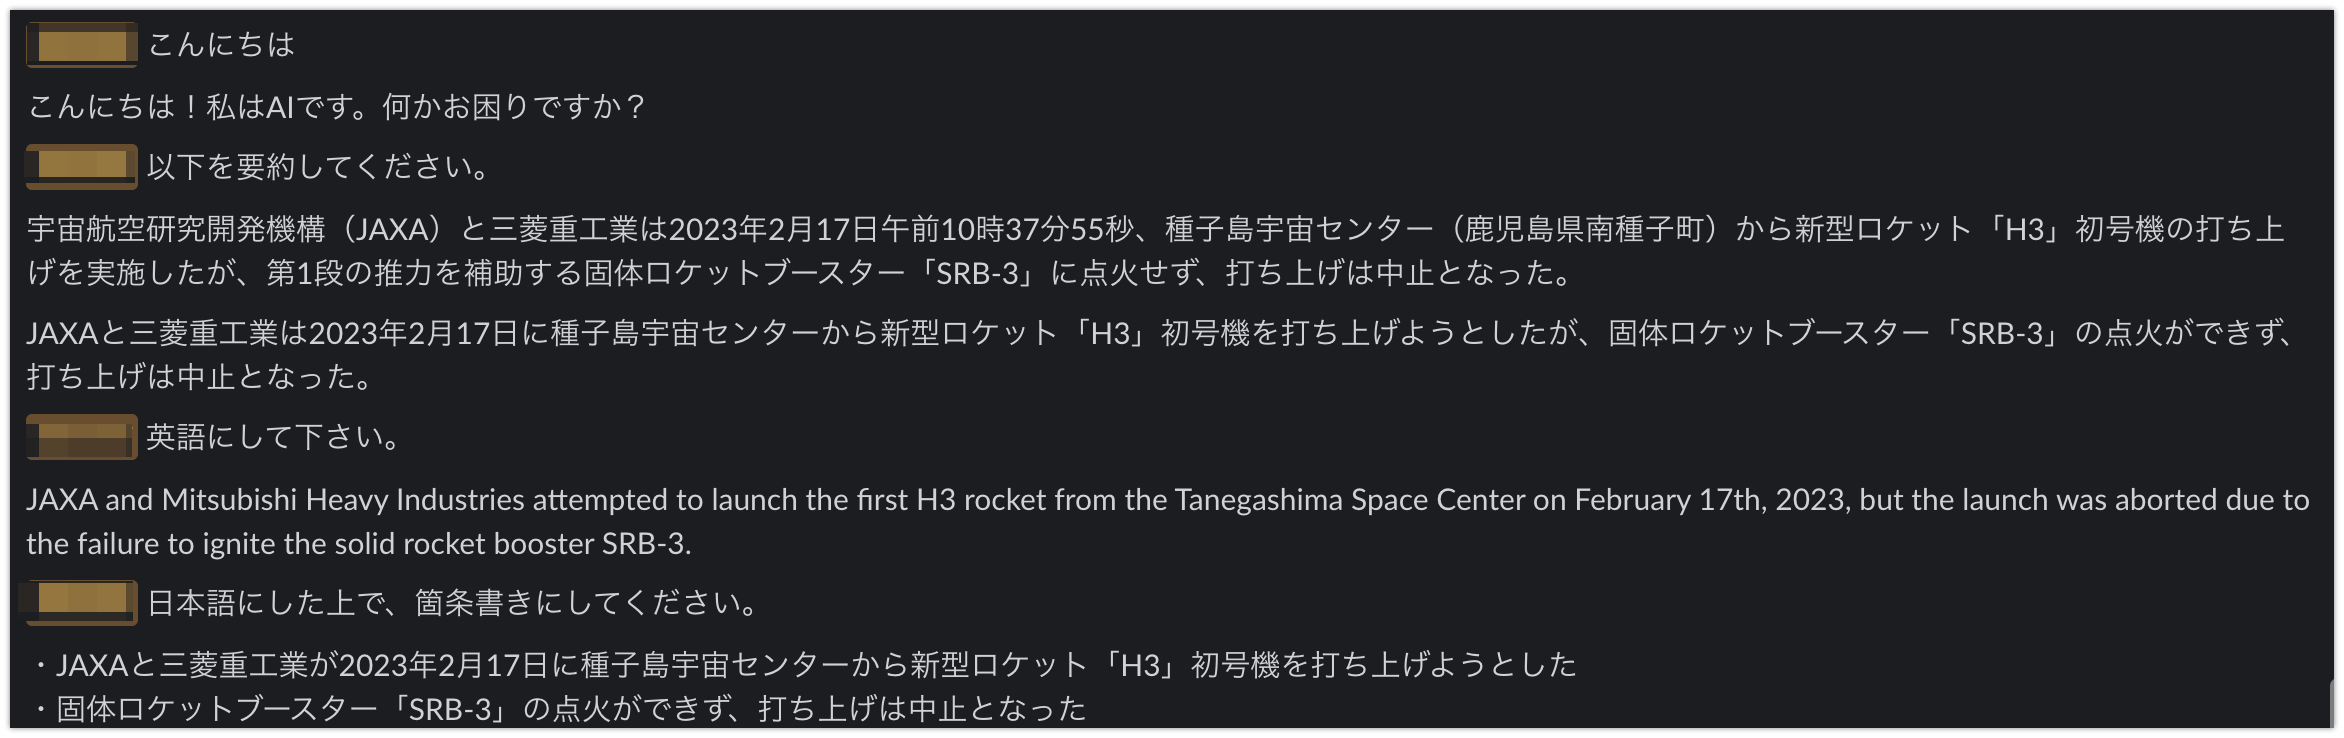 こんにちは
こんにちは！私はAIです。何かお困りですか？
以下を要約してください。
宇宙航空研究開発機構（JAXA）と三菱重工業は2023年2月17日午前10時37分55秒、種子島宇宙センター（鹿児島県南種子町）から新型ロケット「H3」初号機の打ち上
げを実施したが、第1段の推力を補助する固体ロケットブースター「SRB-3」に点火せず、打ち上げは中止となった。
JAXAと三菱重工業は2023年2月17日に種子島宇宙センターから新型ロケット「H3」初号機を打ち上げようとしたが、固体ロケットブースター「SRB-3」の点火ができず、
打ち上げは中止となった。
英語にして下さい。
JAXA and Mitsubishi Heavy Industries attempted to launch the first H3 rocket from the Tanegashima Space Center on February 17th, 2023, but the launch was aborted due to
the failure to ignite the solid rocket booster SRB-3.
日本語にした上で、箇条書きにしてください。
・JAXAと三菱重工業が2023年2月17日に種子島宇宙センターから新型ロケット「H3」初号機を打ち上げようとした
・固体ロケットブースター「SRB-3」の点火ができず、打ち上げは中止となった